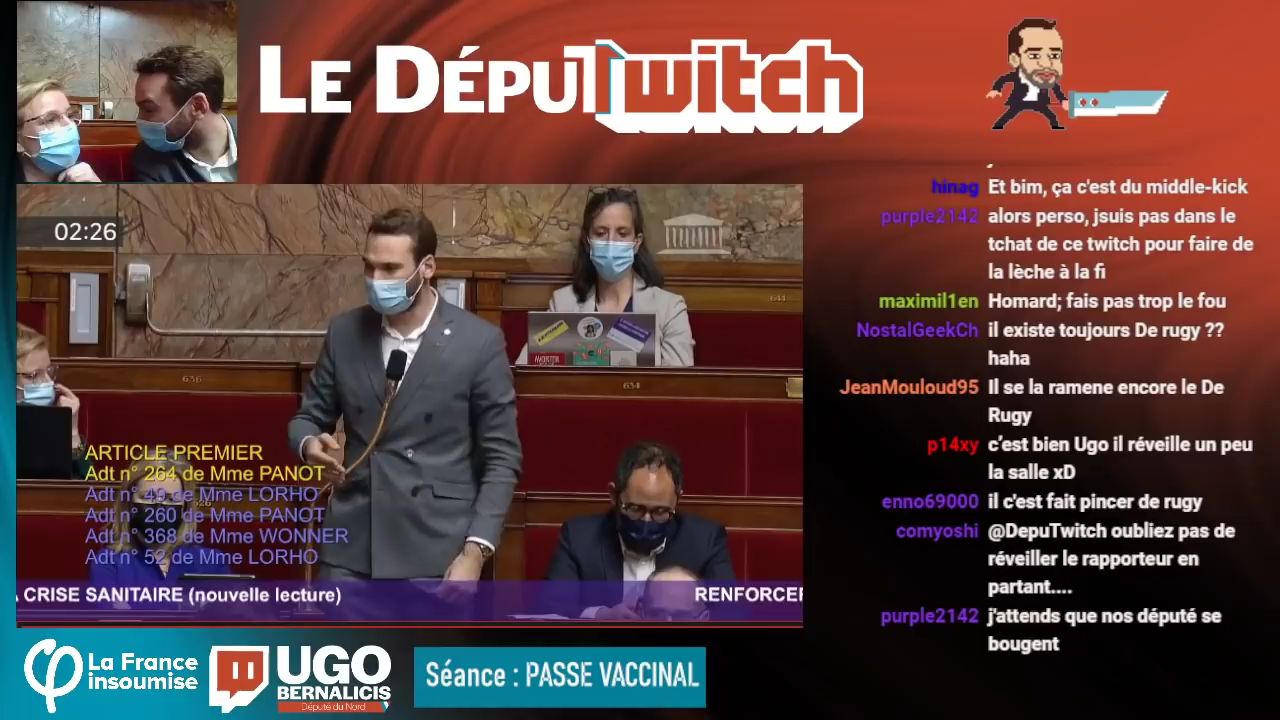 LE DÉPUTwitch
02:26
644
636
634
ARTICLE PREMIER
Adt n° 264 de Mme PANOT
Adt n° 49 de Mme LORHO
Adt n° 260 de Mme PANOT
Adt n° 368 de Mme WONNER
Adt n° 52 de Mme LORHO
CRISE SANITAIRE (nouvelle lecture)
RENFORCER
hinag Et bim, ça c'est du middle-kick
purple2142 alors perso, jsuis pas dans le
tchat de ce twitch pour faire de
la lèche à la fi
maximil1en Homard; fais pas trop le fou
NostalGeekCh il existe toujours De rugy ??
haha
JeanMouloud95 Il se la ramene encore le De
Rugy
p14xy c’est bien Ugo il réveille un peu
la salle xD
enno69000 il c'est fait pincer de rugy
comyoshi @DepuTwitch oubliez pas de
réveiller le rapporteur en
partant....
purple2142 j'attends que nos député se
bougent
La France
insoumise
UGO
BERNALICIS
Député du Nord
Séance : PASSE VACCINAL